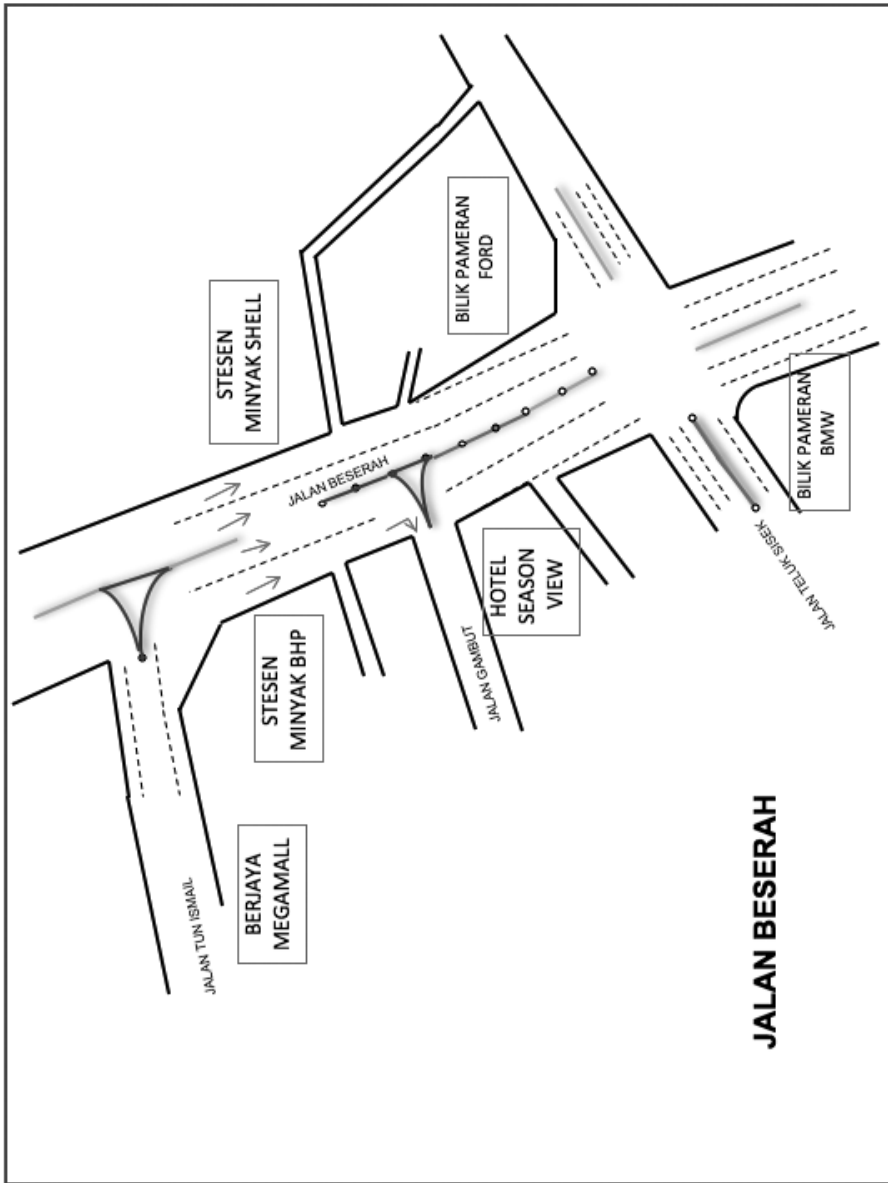 STESEN
MINYAK SHELL
BILIK PAMERAN
FORD
JALAN BESERAH
STESEN
MINYAK BHP
HOTEL
SEASON
VIEW
BILIK PAMERAN
BMW
JALAN GAMBUT
JALAN TELUK SISEK
BERJAYA
MEGAMALL
JALAN TUN ISMAIL
JALAN BESERAH